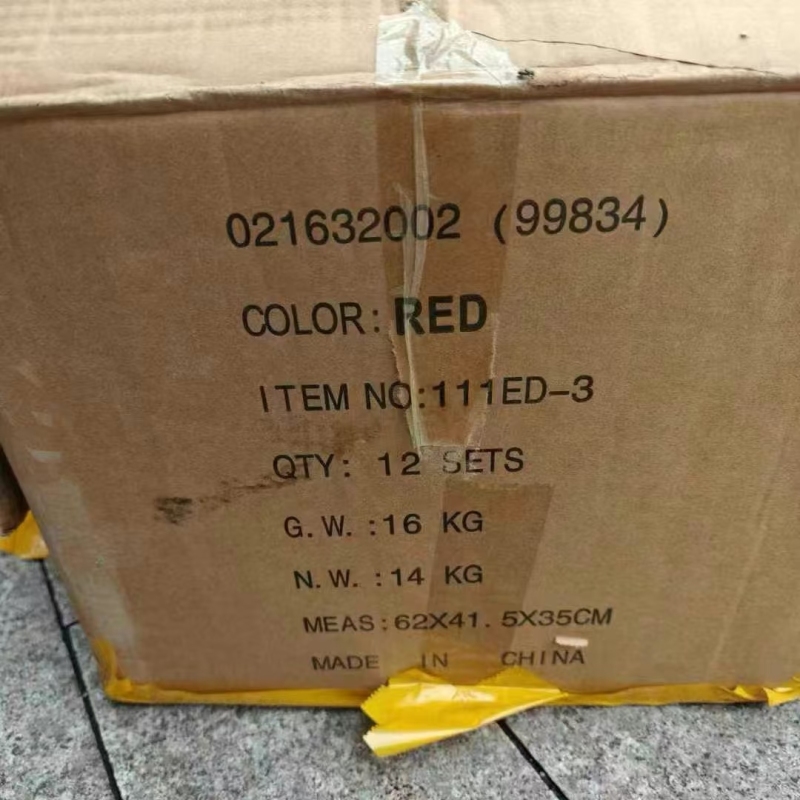 021632002 (99834)
COLOR: RED
ITEM NO:111ED-3
QTY: 12 SETS
G.W.:16 KG
N.W.:14 KG
MEAS:62X41.5X35CM
MADE IN CHINA